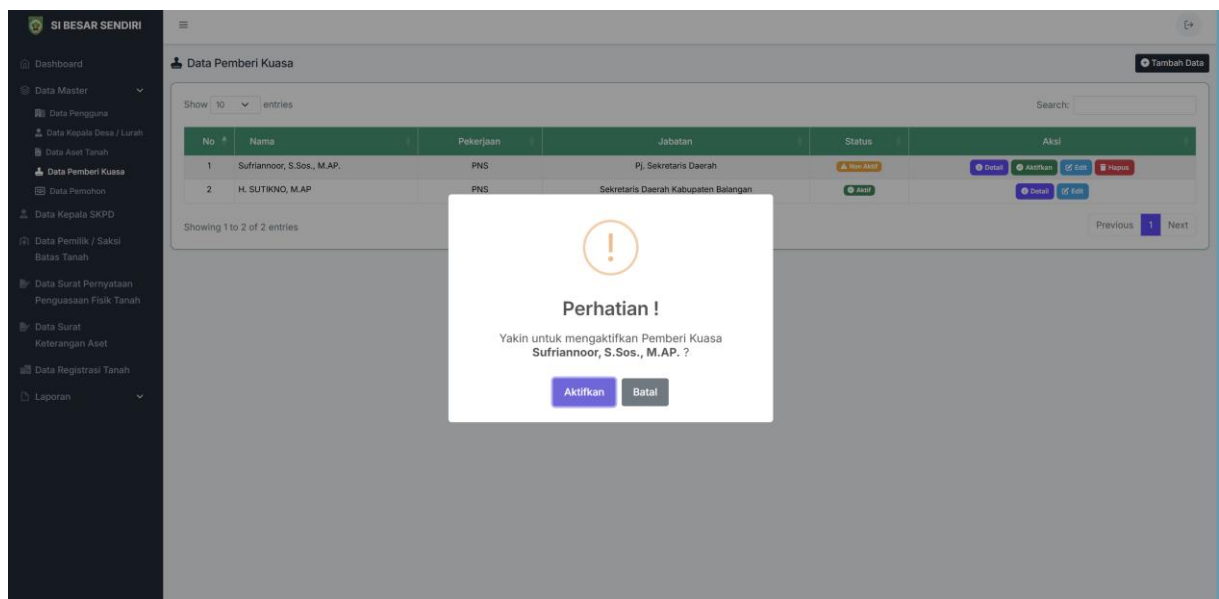 SI BESAR SENDIRI
Dashboard
Data Master
Data Pengguna
Data Kepala Desa / Lurah
Data Aset Tanah
Data Pemberi Kuasa
Data Pemohon
Data Kepala SKPD
Data Pemilik / Saksi
Batas Tanah
Data Surat Pernyataan
Penguasaan Fisik Tanah
Data Surat
Keterangan Aset
Data Registrasi Tanah
Laporan
Data Pemberi Kuasa
Tambah Data
Show 10 entries
Search:
No Nama Pekerjaan Jabatan Status Aksi
1 Sufriannoor, S.Sos., M.AP. PNS Pj. Sekretaris Daerah Non Aktif Detail Aktifkan Edit Hapus
2 H. SUTIKNO, M.AP PNS Sekretaris Daerah Kabupaten Balangan Aktif Detail Edit
Showing 1 to 2 of 2 entries
Previous 1 Next
!
Perhatian !
Yakin untuk mengaktifkan Pemberi Kuasa
Sufriannoor, S.Sos., M.AP. ?
Aktifkan Batal